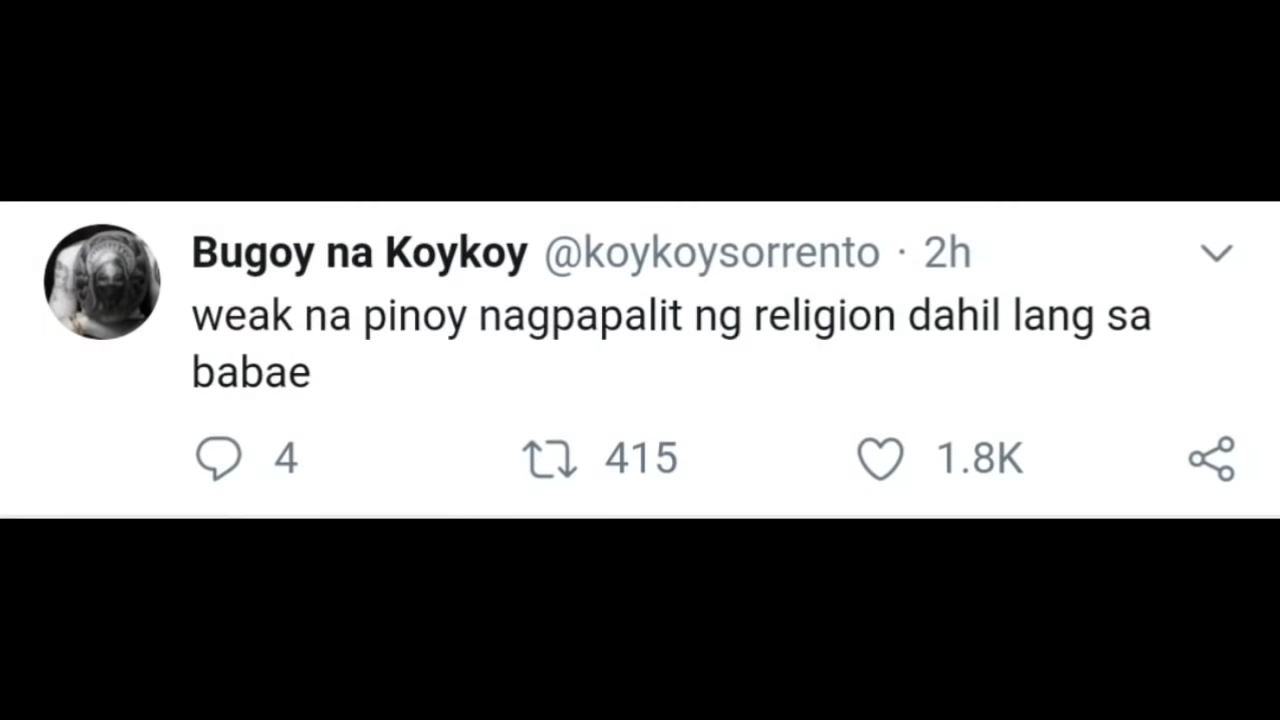 Bugoy na Koykoy @koykoysorrento · 2h
weak na pinoy nagpapalit ng religion dahil lang sa
babae
4 415 1.8K